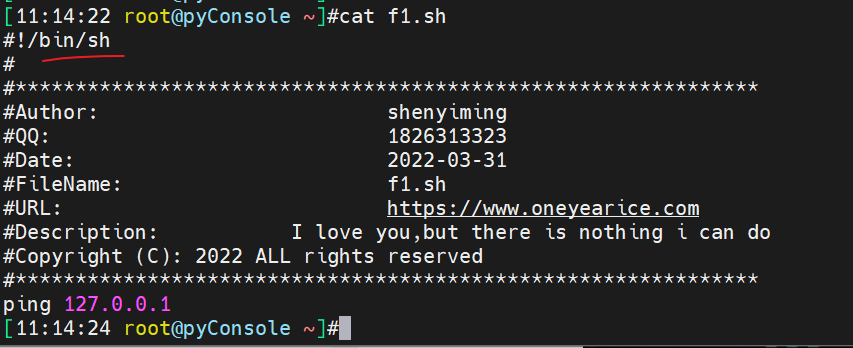 [11:14:22 root@pyConsole ~]#cat f1.sh
#!/bin/sh
#
#**************************************************************
#Author: shenyiming
#QQ: 1826313323
#Date: 2022-03-31
#FileName: f1.sh
#URL: https://www.oneyearice.com
#Description: I love you,but there is nothing i can do
#Copyright (C): 2022 ALL rights reserved
#**************************************************************
ping 127.0.0.1
[11:14:24 root@pyConsole ~]#